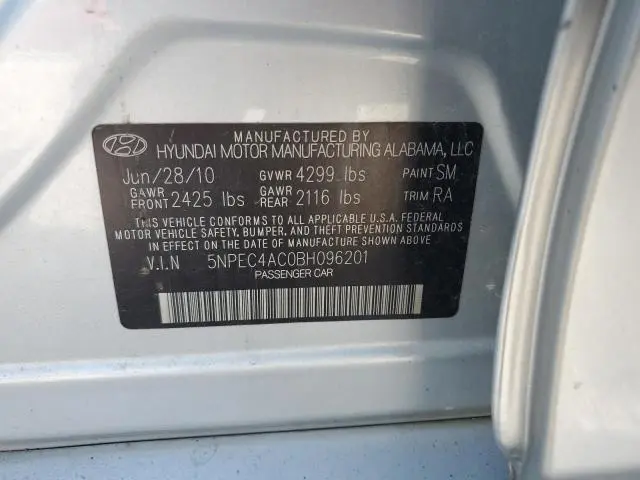 MANUFACTURED BY
HYUNDAI MOTOR MANUFACTURING ALABAMA, LLC
Jun/28/10 GVWR 4299 lbs PAINT SM
GAWR FRONT 2425 lbs GAWR REAR 2116 lbs TRIM RA
THIS VEHICLE CONFORMS TO ALL APPLICABLE U.S.A. FEDERAL
MOTOR VEHICLE SAFETY, BUMPER, AND THEFT PREVENTION STANDARDS
IN EFFECT ON THE DATE OF MANUFACTURE SHOWN ABOVE.
V.I.N 5NPEC4AC0BH096201
PASSENGER CAR